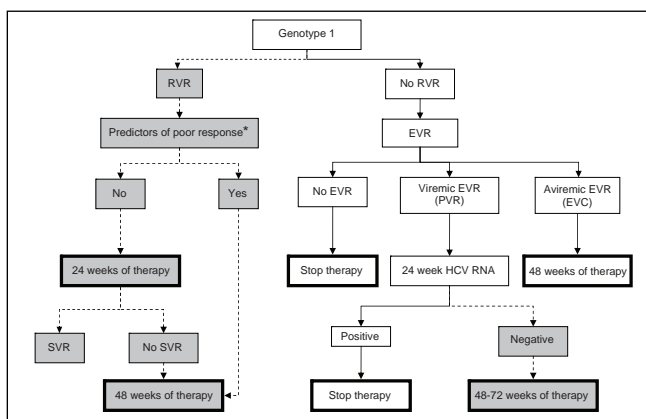 Genotype 1
RVR
No RVR
Predictors of poor response*
EVR
No
Yes
No EVR
Viremic EVR
(PVR)
Aviremic EVR
(EVC)
24 weeks of therapy
Stop therapy
24 week HCV RNA
48 weeks of therapy
SVR
No SVR
Positive
Negative
48 weeks of therapy
Stop therapy
48-72 weeks of therapy